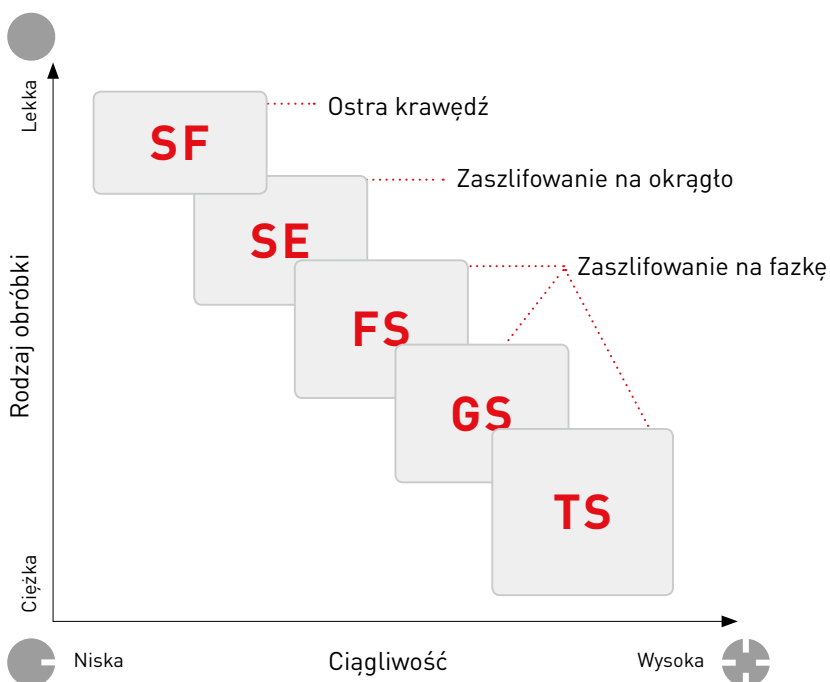 Lekka
SF
Ostra krawędź
Zaszlifowanie na okrągło
SE
Zaszlifowanie na fazkę
Rodzaj obróbki
FS
GS
TS
Ciężka
Niska
Ciągliwość
Wysoka